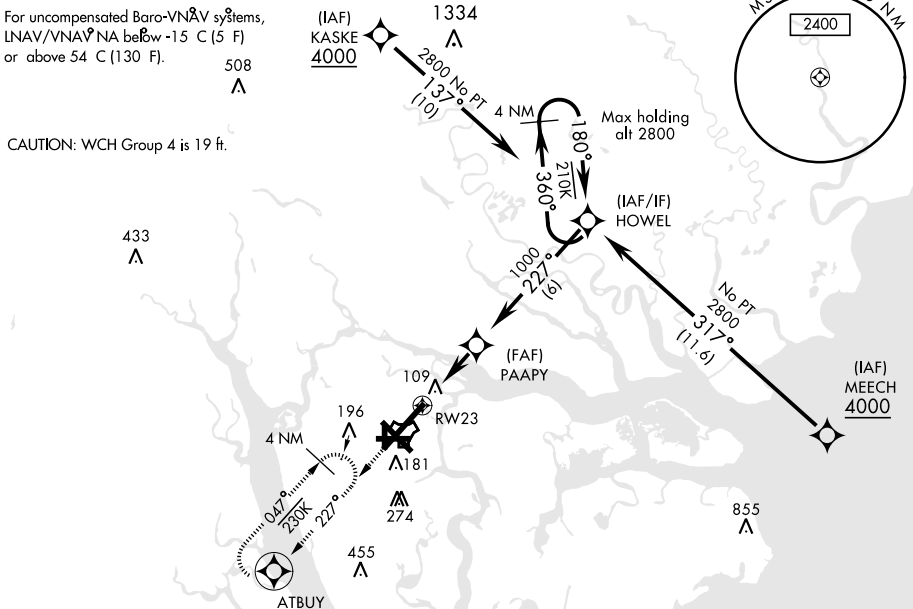 For uncompensated Baro-VNAV systems,
LNAV/VNAV NA below -15° C (5° F)
or above 54 C (130 F).
CAUTION: WCH Group 4 is 19 ft.
(IAF)
KASKE
4000
1334
508
433
2800 No PT
137°
(10)
4 NM
180°
210K
360°
Max holding
alt 2800
2400
NM
(IAF/IF)
HOWEL
1000
227°
(6)
No PT
2800
317°
(11.6)
(IAF)
MEECH
4000
(FAF)
PAAPY
109
RW23
196
4 NM
181
274
047°
230K
227°
455
855
ATBUY